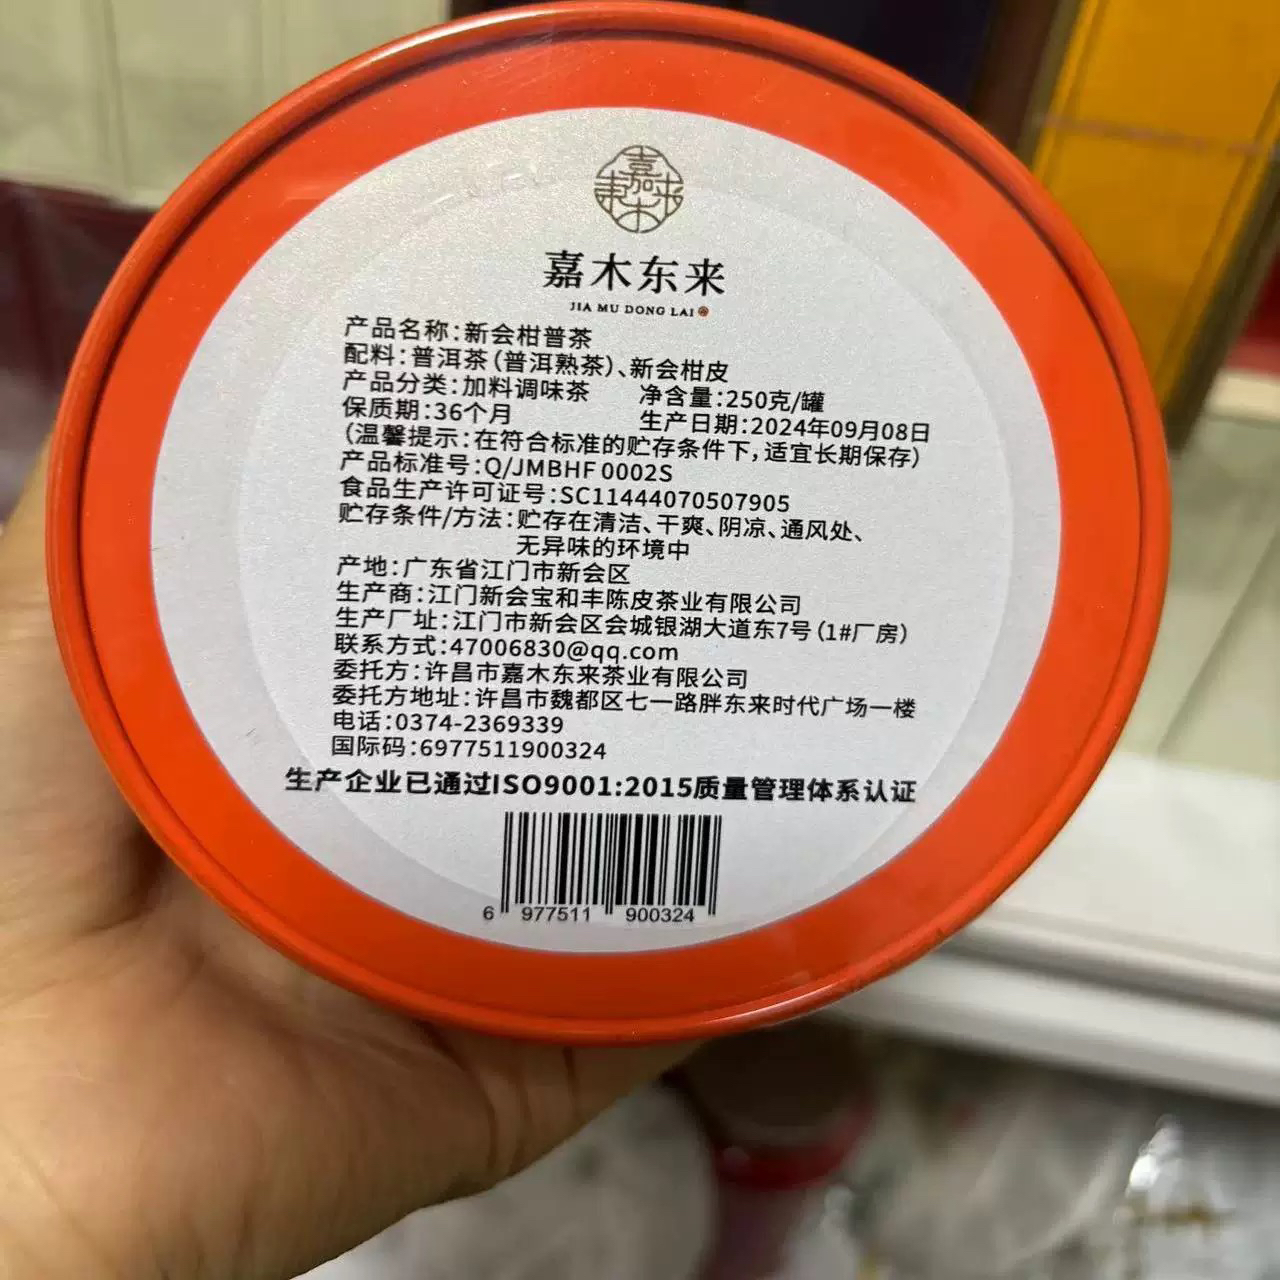 嘉木東来
嘉木东来
JIA MU DONG LAI
产品名称:新会柑普茶
配料:普洱茶(普洱熟茶)、新会柑皮
产品分类:加料调味茶 净含量:250克/罐
保质期:36个月 生产日期:2024年09月08日
(温馨提示:在符合标准的贮存条件下,适宜长期保存)
产品标准号:Q/JMBHF 0002S
食品生产许可证号:SC11444070507905
贮存条件/方法:贮存在清洁、干爽、阴凉、通风处、
无异味的环境中
产地:广东省江门市新会区
生产商:江门新会宝和丰陈皮茶业有限公司
生产厂址:江门市新会区会城银湖大道东7号(1#厂房)
联系方式:47006830@qq.com
委托方:许昌市嘉木东来茶业有限公司
委托方地址:许昌市魏都区七一路胖东来时代广场一楼
电话:0374-2369339
国际码:6977511900324
生产企业已通过ISO9001:2015质量管理体系认证
6 977511 900324